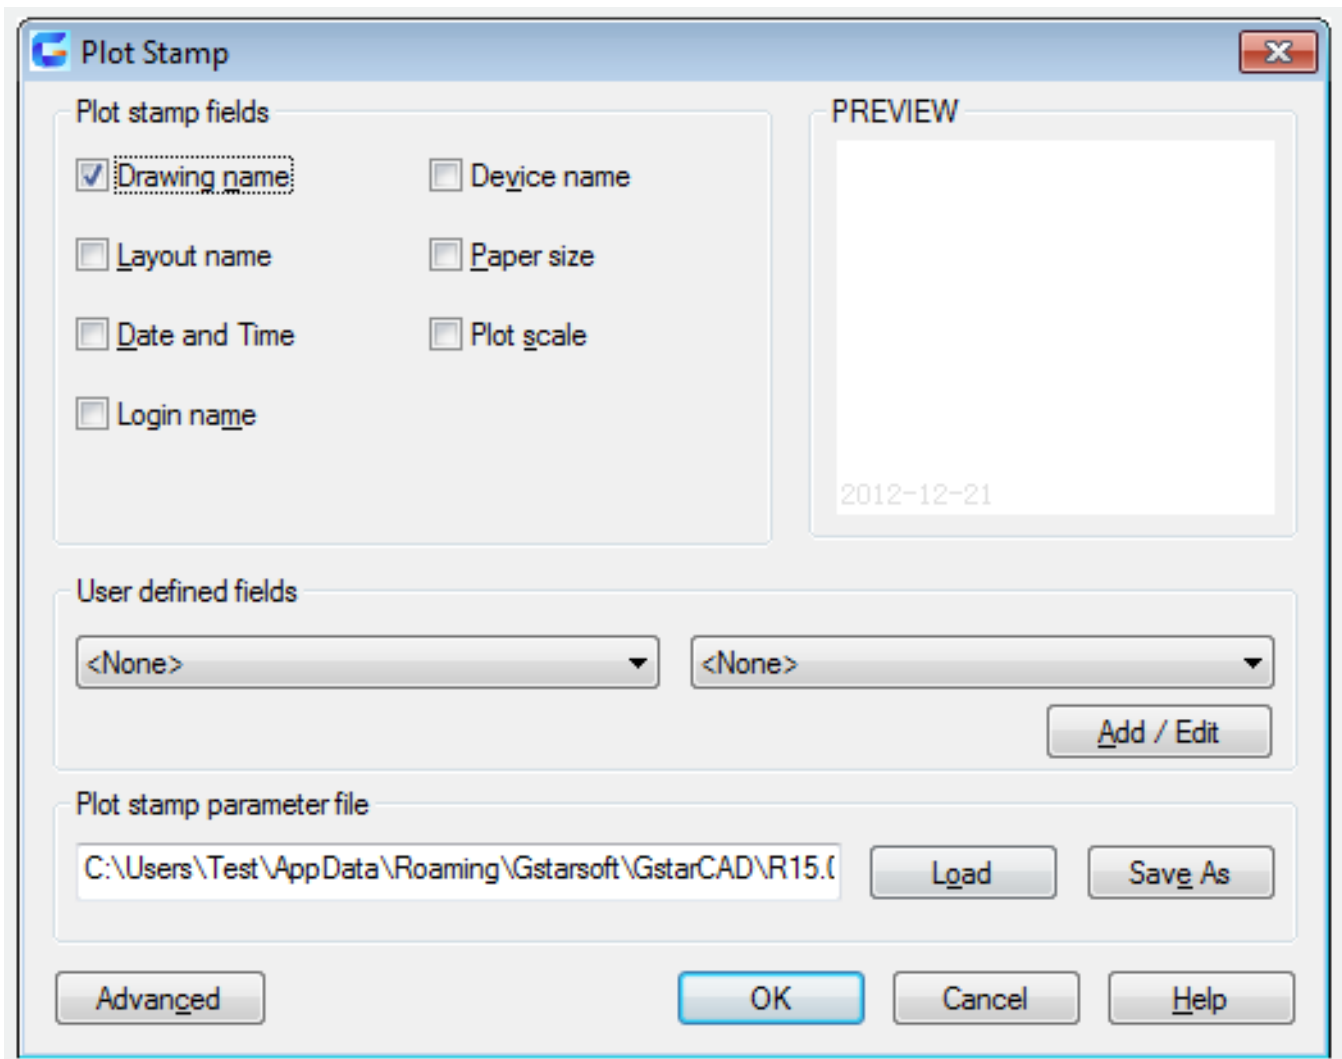 Plot Stamp
Plot stamp fields
PREVIEW
Drawing name
Device name
Layout name
Paper size
Date and Time
Plot scale
Login name
2012-12-21
User defined fields
<None>
<None>
Add / Edit
Plot stamp parameter file
C:\Users\Test\AppData\Roaming\Gstarsoft\GstarCAD\R15.
Load
Save As
Advanced
OK
Cancel
Help